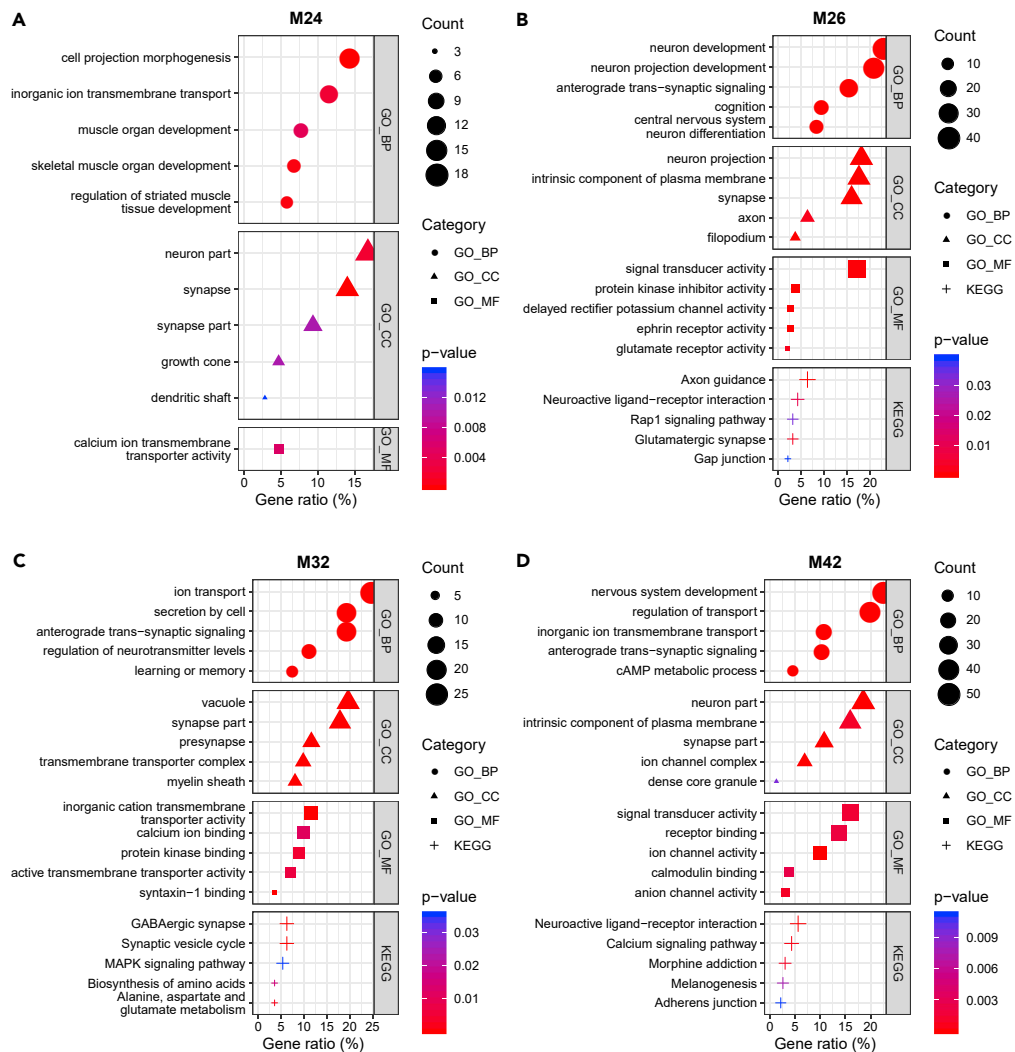 A
M24
cell projection morphogenesis
inorganic ion transmembrane transport
muscle organ development
skeletal muscle organ development
regulation of striated muscle
tissue development
GO_BP
neuron part
synapse
synapse part
growth cone
dendritic shaft
GO_CC
calcium ion transmembrane
transporter activity
GO_MF
0 5 10 15
Gene ratio (%)
Count
3
6
9
12
15
18
Category
GO_BP
GO_CC
GO_MF
p-value
0.012
0.008
0.004
B
M26
neuron development
neuron projection development
anterograde trans-synaptic signaling
cognition
central nervous system
neuron differentiation
GO_BP
neuron projection
intrinsic component of plasma membrane
synapse
axon
filopodium
GO_CC
signal transducer activity
protein kinase inhibitor activity
delayed rectifier potassium channel activity
ephrin receptor activity
glutamate receptor activity
GO_MF
Axon guidance
Neuroactive ligand-receptor interaction
Rap1 signaling pathway
Glutamatergic synapse
Gap junction
KEGG
0 5 10 15 20
Gene ratio (%)
Count
10
20
30
40
Category
GO_BP
GO_CC
GO_MF
KEGG
p-value
0.03
0.02
0.01
C
M32
ion transport
secretion by cell
anterograde trans-synaptic signaling
regulation of neurotransmitter levels
learning or memory
GO_BP
vacuole
synapse part
presynapse
transmembrane transporter complex
myelin sheath
GO_CC
inorganic cation transmembrane
transporter activity
calcium ion binding
protein kinase binding
active transmembrane transporter activity
syntaxin-1 binding
GO_MF
GABAergic synapse
Synaptic vesicle cycle
MAPK signaling pathway
Biosynthesis of amino acids
Alanine, aspartate and
glutamate metabolism
KEGG
0 5 10 15 20 25
Gene ratio (%)
Count
5
10
15
20
25
Category
GO_BP
GO_CC
GO_MF
KEGG
p-value
0.03
0.02
0.01
D
M42
nervous system development
regulation of transport
inorganic ion transmembrane transport
anterograde trans-synaptic signaling
cAMP metabolic process
GO_BP
neuron part
intrinsic component of plasma membrane
synapse part
ion channel complex
dense core granule
GO_CC
signal transducer activity
receptor binding
ion channel activity
calmodulin binding
anion channel activity
GO_MF
Neuroactive ligand-receptor interaction
Calcium signaling pathway
Morphine addiction
Melanogenesis
Adherens junction
KEGG
0 5 10 15 20
Gene ratio (%)
Count
10
20
30
40
50
Category
GO_BP
GO_CC
GO_MF
KEGG
p-value
0.009
0.006
0.003